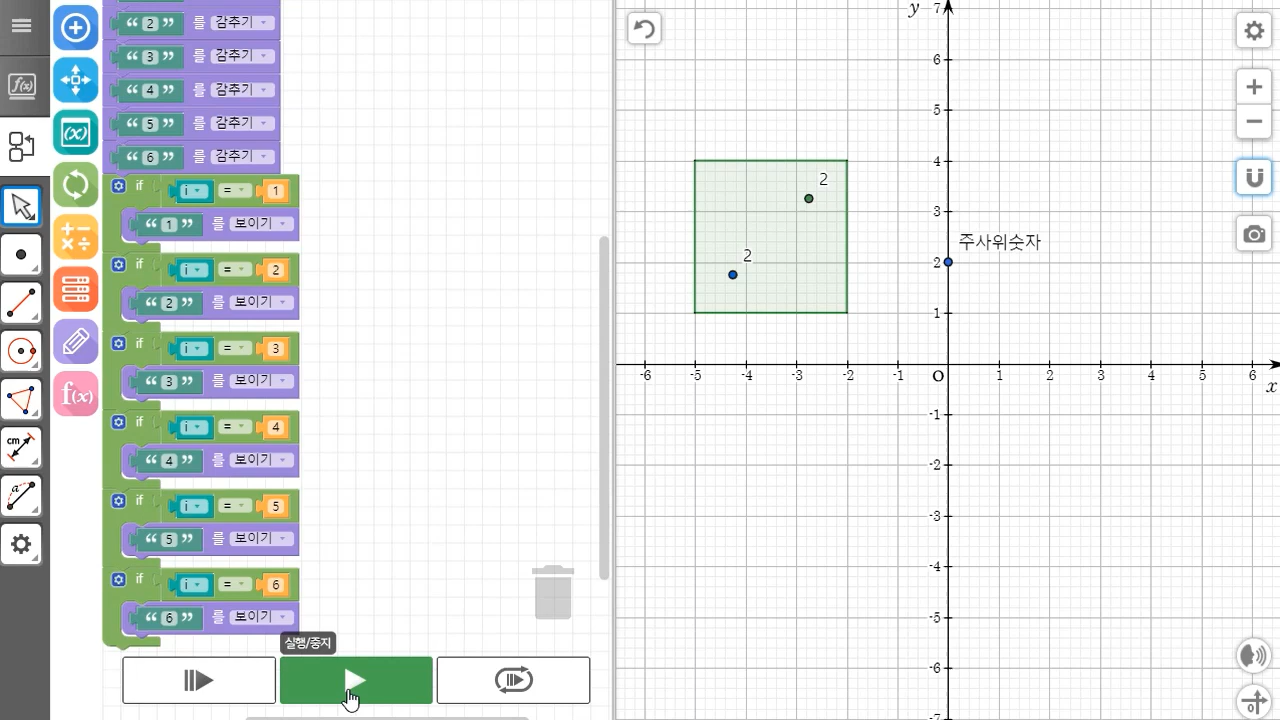 “ 2 ” 를 감추기
“ 3 ” 를 감추기
“ 4 ” 를 감추기
“ 5 ” 를 감추기
“ 6 ” 를 감추기
if i = 1
“ 1 ” 를 보이기
if i = 2
“ 2 ” 를 보이기
if i = 3
“ 3 ” 를 보이기
if i = 4
“ 4 ” 를 보이기
if i = 5
“ 5 ” 를 보이기
if i = 6
“ 6 ” 를 보이기
실행/중지
f(x)
(x)
f(x)
cm
a
y
7
6
5
4
3
2
1
-1
-2
-3
-4
-5
-6
-7
-6 -5 -4 -3 -2 -1 O 1 2 3 4 5 6
x
2
2
주사위숫자